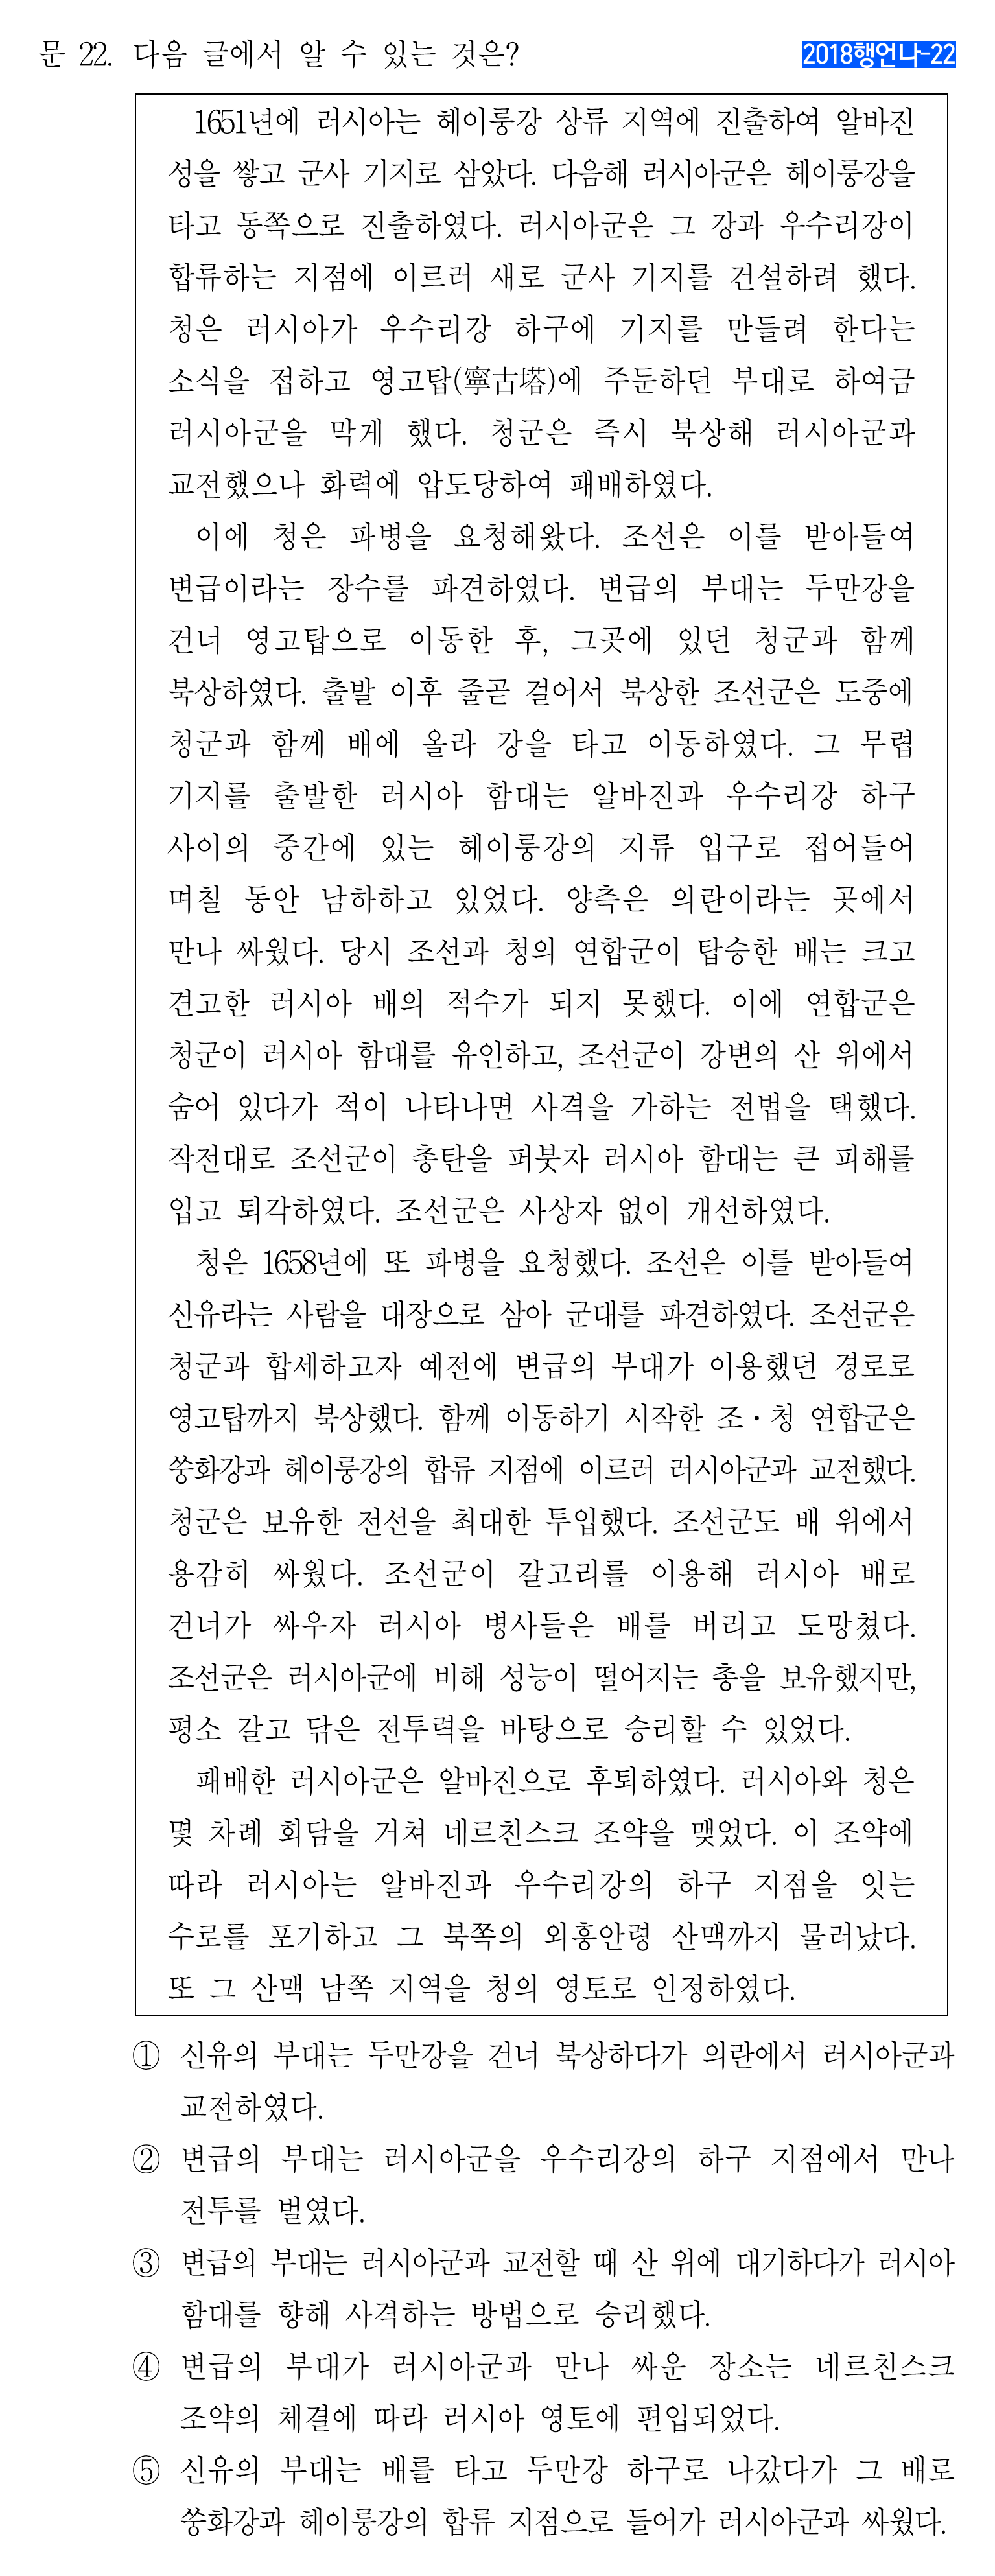 문 22. 다음 글에서 알 수 있는 것은?
2018행언나-22
1651년에 러시아는 헤이룽강 상류 지역에 진출하여 알바진
성을 쌓고 군사 기지로 삼았다. 다음해 러시아군은 헤이룽강을
타고 동쪽으로 진출하였다. 러시아군은 그 강과 우수리강이
합류하는 지점에 이르러 새로 군사 기지를 건설하려 했다.
청은 러시아가 우수리강 하구에 기지를 만들려 한다는
소식을 접하고 영고탑(寧古塔)에 주둔하던 부대로 하여금
러시아군을 막게 했다. 청군은 즉시 북상해 러시아군과
교전했으나 화력에 압도당하여 패배하였다.
이에 청은 파병을 요청해왔다. 조선은 이를 받아들여
변급이라는 장수를 파견하였다. 변급의 부대는 두만강을
건너 영고탑으로 이동한 후, 그곳에 있던 청군과 함께
북상하였다. 출발 이후 줄곧 걸어서 북상한 조선군은 도중에
청군과 함께 배에 올라 강을 타고 이동하였다. 그 무렵
기지를 출발한 러시아 함대는 알바진과 우수리강 하구
사이의 중간에 있는 헤이룽강의 지류 입구로 접어들어
며칠 동안 남하하고 있었다. 양측은 의란이라는 곳에서
만나 싸웠다. 당시 조선과 청의 연합군이 탑승한 배는 크고
견고한 러시아 배의 적수가 되지 못했다. 이에 연합군은
청군이 러시아 함대를 유인하고, 조선군이 강변의 산 위에서
숨어 있다가 적이 나타나면 사격을 가하는 전법을 택했다.
작전대로 조선군이 총탄을 퍼붓자 러시아 함대는 큰 피해를
입고 퇴각하였다. 조선군은 사상자 없이 개선하였다.
청은 1658년에 또 파병을 요청했다. 조선은 이를 받아들여
신유라는 사람을 대장으로 삼아 군대를 파견하였다. 조선군은
청군과 합세하고자 예전에 변급의 부대가 이용했던 경로로
영고탑까지 북상했다. 함께 이동하기 시작한 조·청 연합군은
쑹화강과 헤이룽강의 합류 지점에 이르러 러시아군과 교전했다.
청군은 보유한 전선을 최대한 투입했다. 조선군도 배 위에서
용감히 싸웠다. 조선군이 갈고리를 이용해 러시아 배로
건너가 싸우자 러시아 병사들은 배를 버리고 도망쳤다.
조선군은 러시아군에 비해 성능이 떨어지는 총을 보유했지만,
평소 갈고 닦은 전투력을 바탕으로 승리할 수 있었다.
패배한 러시아군은 알바진으로 후퇴하였다. 러시아와 청은
몇 차례 회담을 거쳐 네르친스크 조약을 맺었다. 이 조약에
따라 러시아는 알바진과 우수리강의 하구 지점을 잇는
수로를 포기하고 그 북쪽의 외흥안령 산맥까지 물러났다.
또 그 산맥 남쪽 지역을 청의 영토로 인정하였다.
① 신유의 부대는 두만강을 건너 북상하다가 의란에서 러시아군과
교전하였다.
② 변급의 부대는 러시아군을 우수리강의 하구 지점에서 만나
전투를 벌였다.
③ 변급의 부대는 러시아군과 교전할 때 산 위에 대기하다가 러시아
함대를 향해 사격하는 방법으로 승리했다.
④ 변급의 부대가 러시아군과 만나 싸운 장소는 네르친스크
조약의 체결에 따라 러시아 영토에 편입되었다.
⑤ 신유의 부대는 배를 타고 두만강 하구로 나갔다가 그 배로
쑹화강과 헤이룽강의 합류 지점으로 들어가 러시아군과 싸웠다.